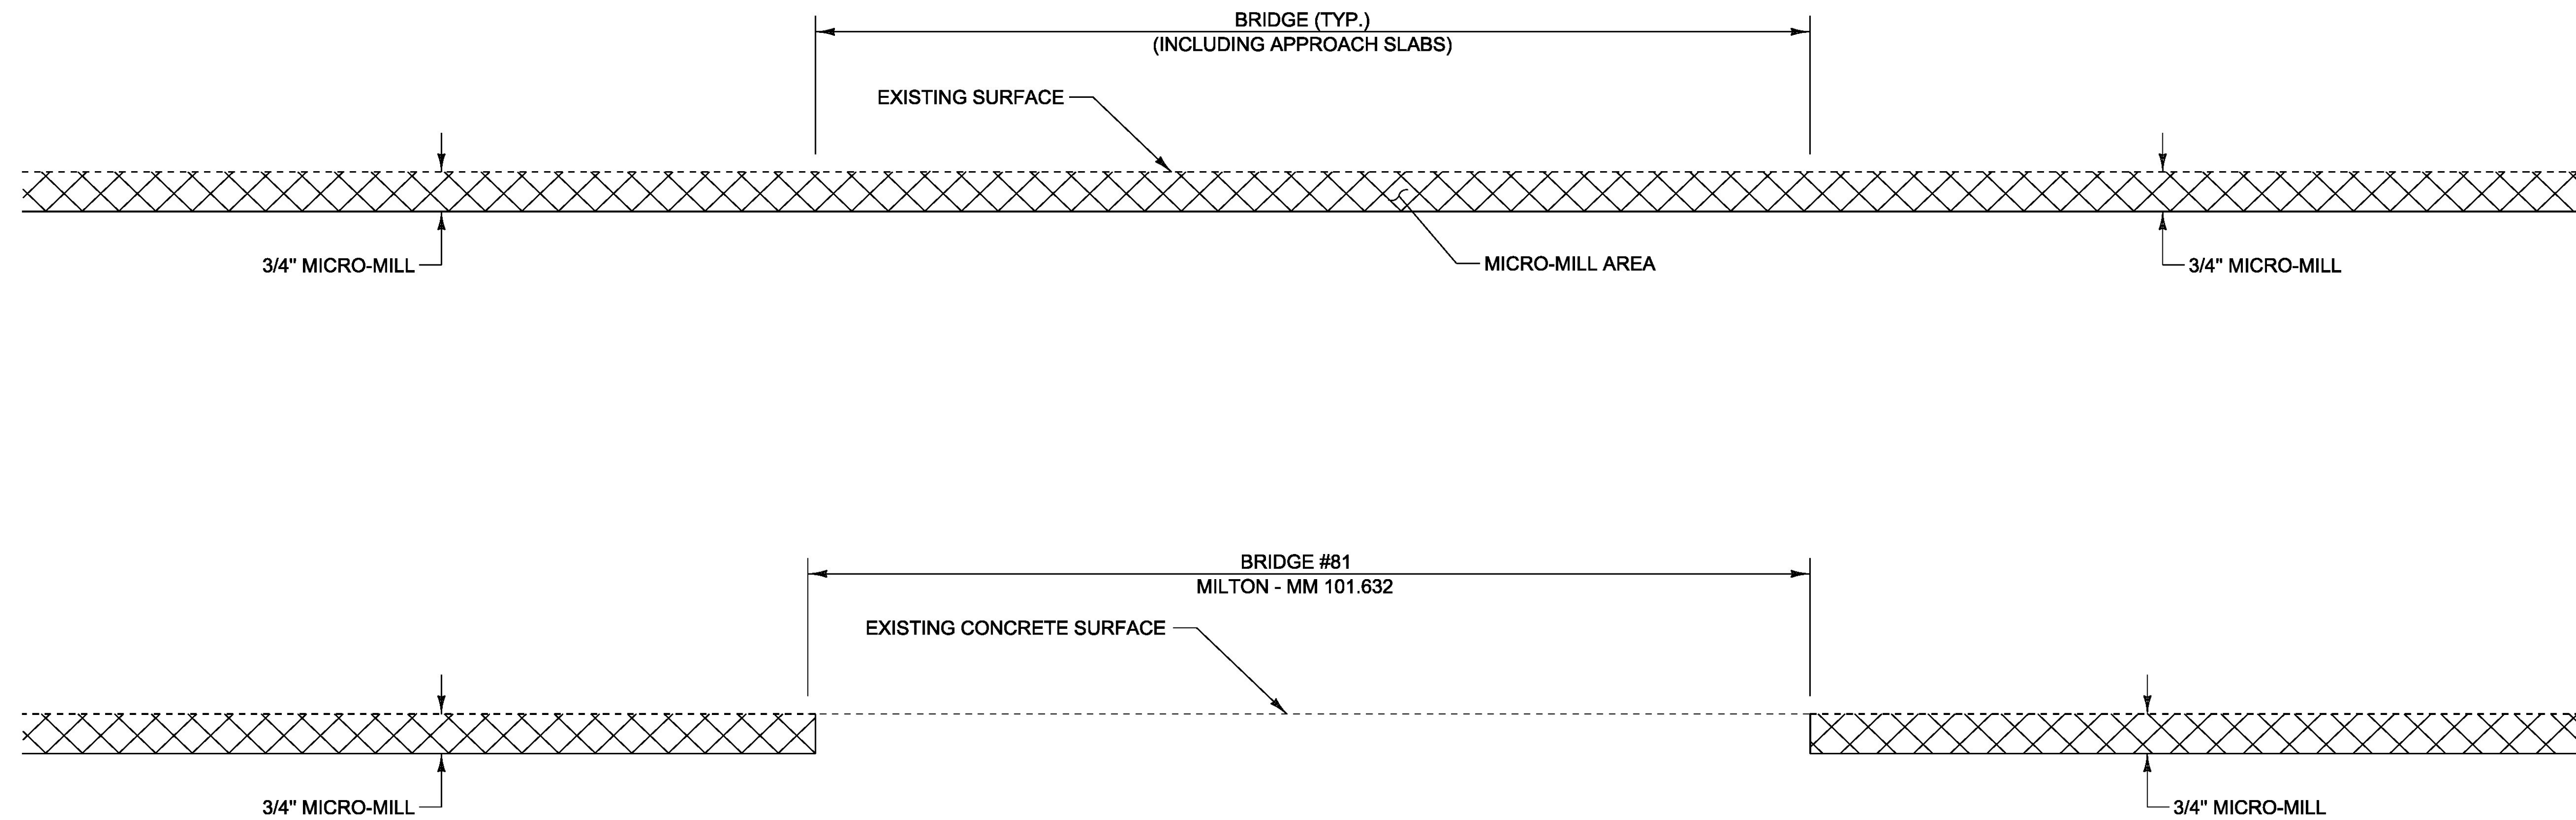 BRIDGE (TYP.)
(INCLUDING APPROACH SLABS)
EXISTING SURFACE
3/4" MICRO-MILL
MICRO-MILL AREA
3/4" MICRO-MILL
BRIDGE #81
MILTON - MM 101.632
EXISTING CONCRETE SURFACE
3/4" MICRO-MILL
3/4" MICRO-MILL